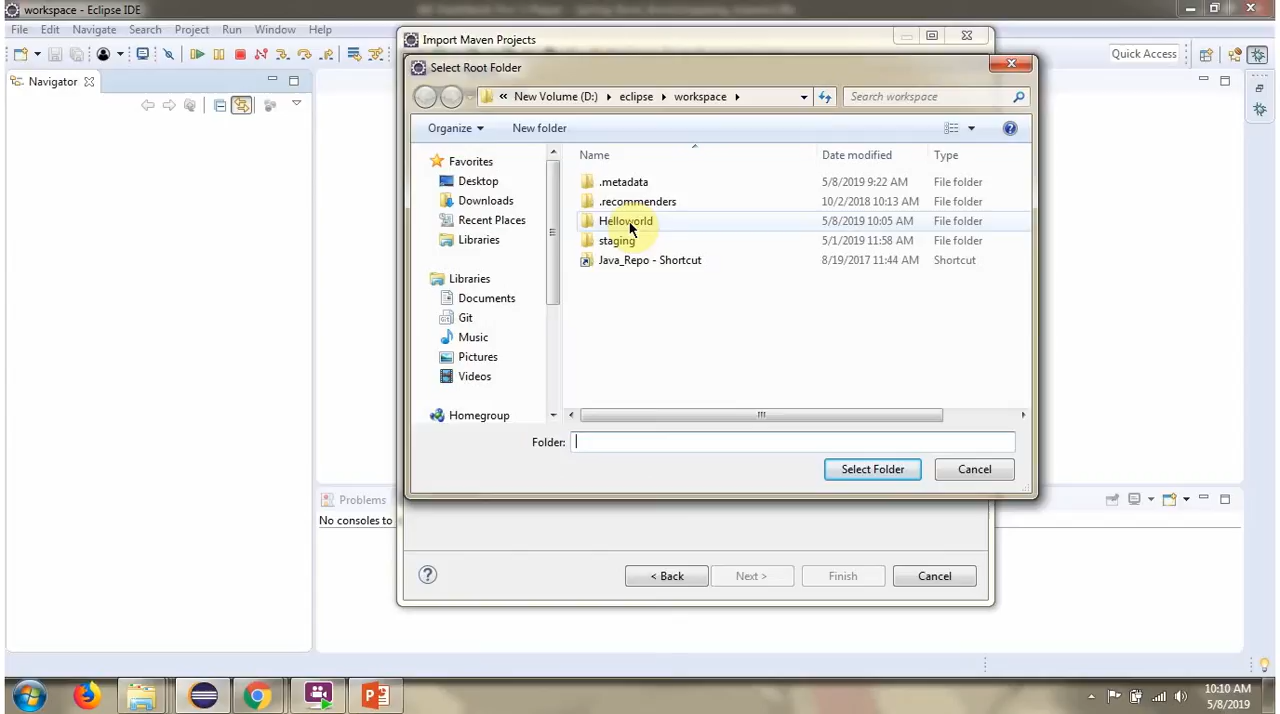 workspace - Eclipse IDE
File Edit Navigate Search Project Run Window Help
Quick Access
Navigator
Import Maven Projects
Select Root Folder
« New Volume (D:) eclipse workspace
Search workspace
Organize New folder
Name Date modified Type
Favorites
Desktop
Downloads
Recent Places
Libraries
Libraries
Documents
Git
Music
Pictures
Videos
Homegroup
.metadata 5/8/2019 9:22 AM File folder
.recommenders 10/2/2018 10:13 AM File folder
Helloworld 5/8/2019 10:05 AM File folder
staging 5/1/2019 11:58 AM File folder
Java_Repo - Shortcut 8/19/2017 11:44 AM Shortcut
Folder:
Select Folder Cancel
Problems
No consoles to
< Back Next > Finish Cancel
10:10 AM
5/8/2019